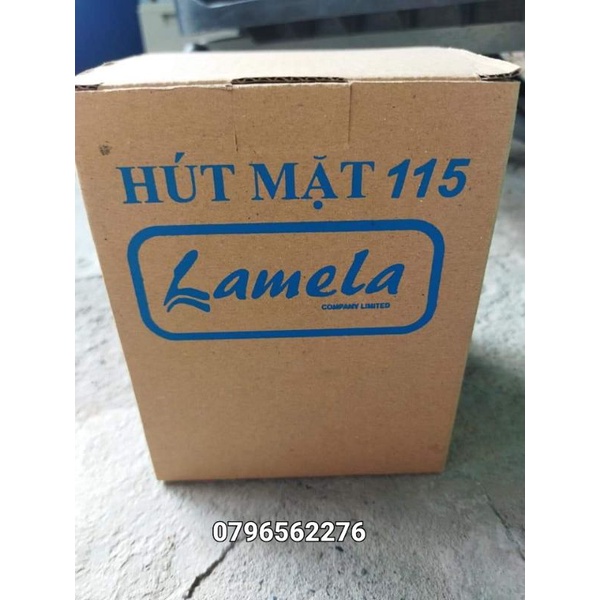 HÚT MẶT 115
Lamela
COMPANY LIMITED
0796562276